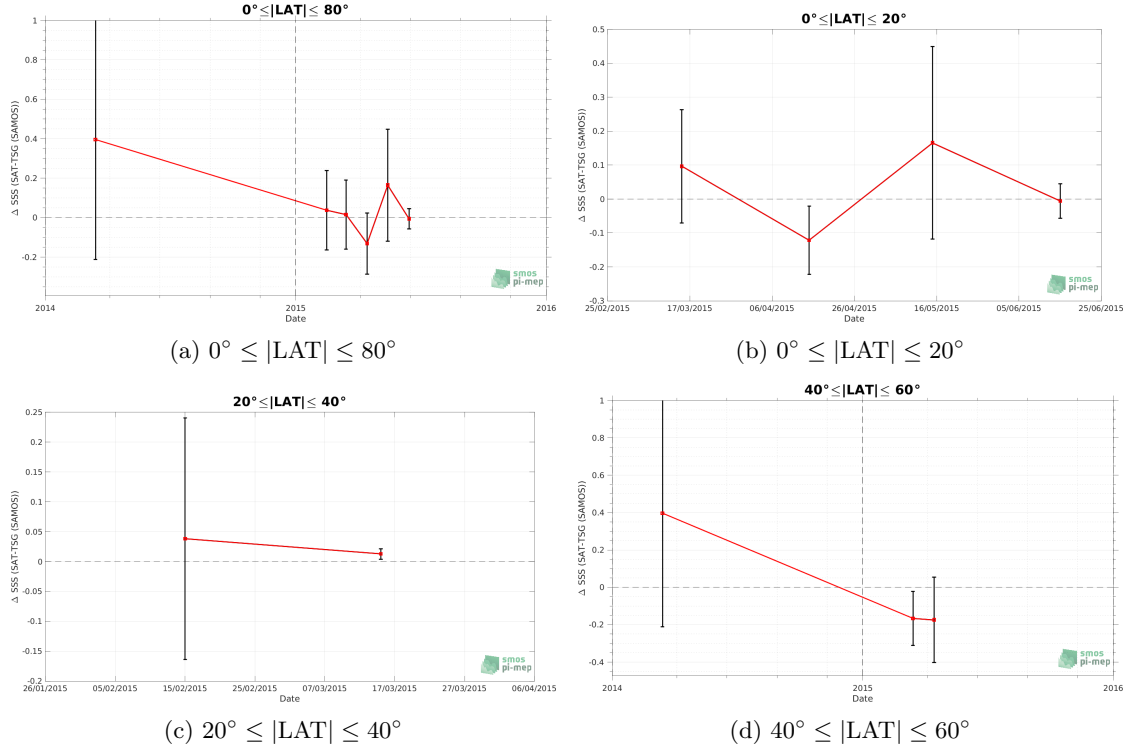 0°≤|LAT|≤ 80°
Δ SSS (SAT-TSG (SAMOS))
1
0.8
0.6
0.4
0.2
0
-0.2
2014
2015
2016
Date
smos
pi-mep
(a) 0° ≤ |LAT| ≤ 80°
0°≤|LAT|≤ 20°
Δ SSS (SAT-TSG (SAMOS))
0.5
0.4
0.3
0.2
0.1
0
-0.1
-0.2
-0.3
25/02/2015
17/03/2015
06/04/2015
26/04/2015
16/05/2015
05/06/2015
25/06/2015
Date
smos
pi-mep
(b) 0° ≤ |LAT| ≤ 20°
20°≤|LAT|≤ 40°
Δ SSS (SAT-TSG (SAMOS))
0.25
0.2
0.15
0.1
0.05
0
-0.05
-0.1
-0.15
-0.2
26/01/2015
05/02/2015
15/02/2015
25/02/2015
07/03/2015
17/03/2015
27/03/2015
06/04/2015
Date
smos
pi-mep
(c) 20° ≤ |LAT| ≤ 40°
40°≤|LAT|≤ 60°
Δ SSS (SAT-TSG (SAMOS))
1
0.8
0.6
0.4
0.2
0
-0.2
-0.4
2014
2015
2016
Date
smos
pi-mep
(d) 40° ≤ |LAT| ≤ 60°